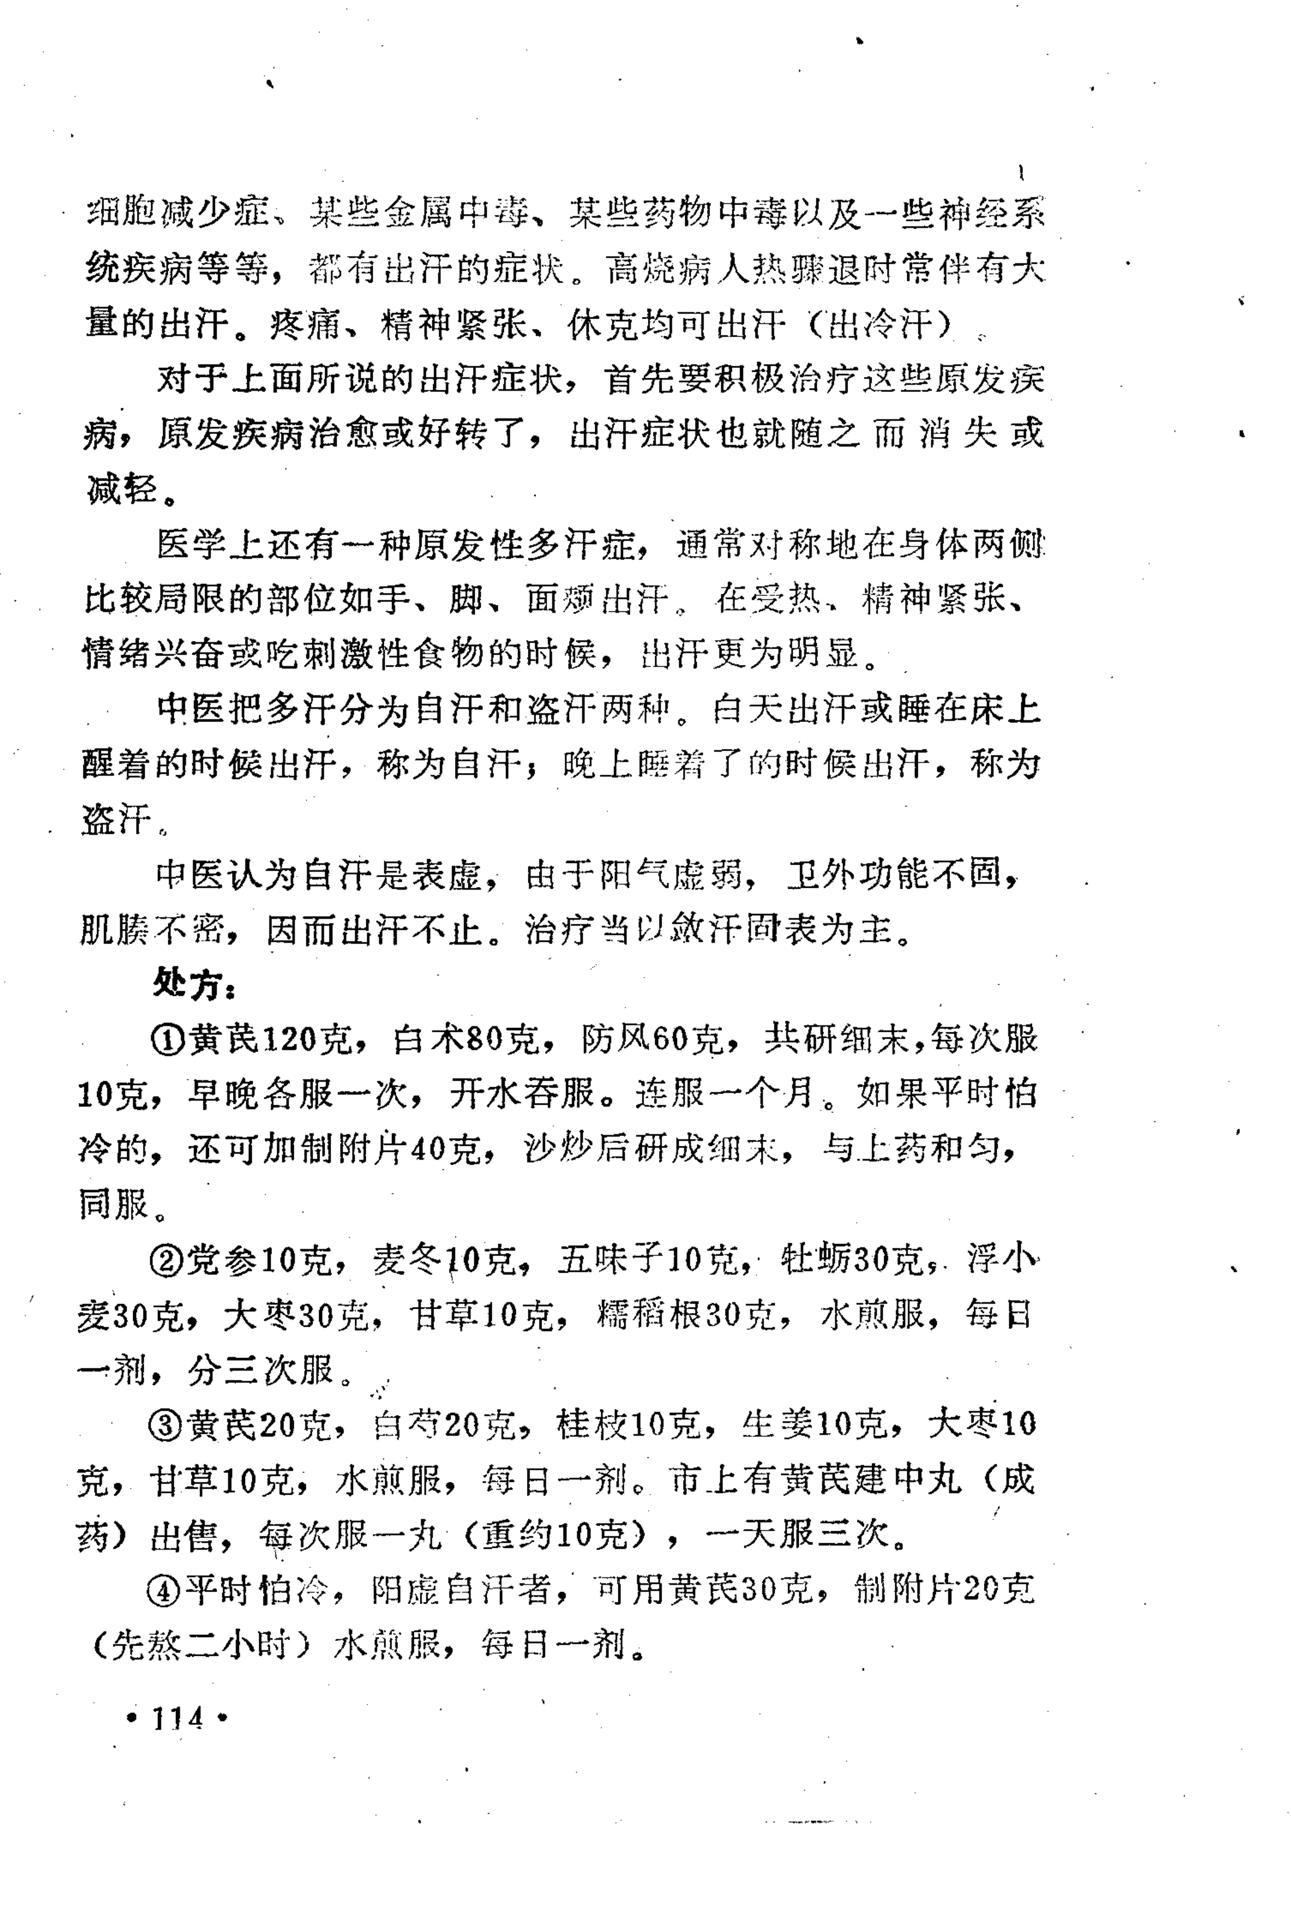 细胞减少症、某些金属中毒、某些药物中毒以及一些神经系
统疾病等等，都有出汗的症状。高烧病人热骤退时常伴有大
量的出汗。疼痛、精神紧张、休克均可出汗（出冷汗）。
对于上面所说的出汗症状，首先要积极治疗这些原发疾
病，原发疾病治愈或好转了，出汗症状也就随之而消失或
减轻。
医学上还有一种原发性多汗症，通常对称地在身体两侧
比较局限的部位如手、脚、面颊出汗。在受热、精神紧张、
情绪兴奋或吃刺激性食物的时候，出汗更为明显。
中医把多汗分为自汗和盗汗两种。白天出汗或睡在床上
醒着的时候出汗，称为自汗；晚上睡着了的时候出汗，称为
盗汗。
中医认为自汗是表虚，由于阳气虚弱，卫外功能不固，
肌腠不密，因而出汗不止。治疗当以敛汗固表为主。
处方：
①黄芪120克，白术80克，防风60克，共研细末，每次服
10克，早晚各服一次，开水吞服。连服一个月。如果平时怕
冷的，还可加制附片40克，沙炒后研成细末，与上药和匀，
同服。
②党参10克，麦冬10克，五味子10克，牡蛎30克，浮小
麦30克，大枣30克，甘草10克，糯稻根30克，水煎服，每日
一剂，分三次服。
③黄芪20克，白芍20克，桂枝10克，生姜10克，大枣10
克，甘草10克，水煎服，每日一剂。市上有黄芪建中丸（成
药）出售，每次服一丸（重约10克），一天服三次。
④平时怕冷，阳虚自汗者，可用黄芪30克，制附片20克
（先熬二小时）水煎服，每日一剂。
•114•